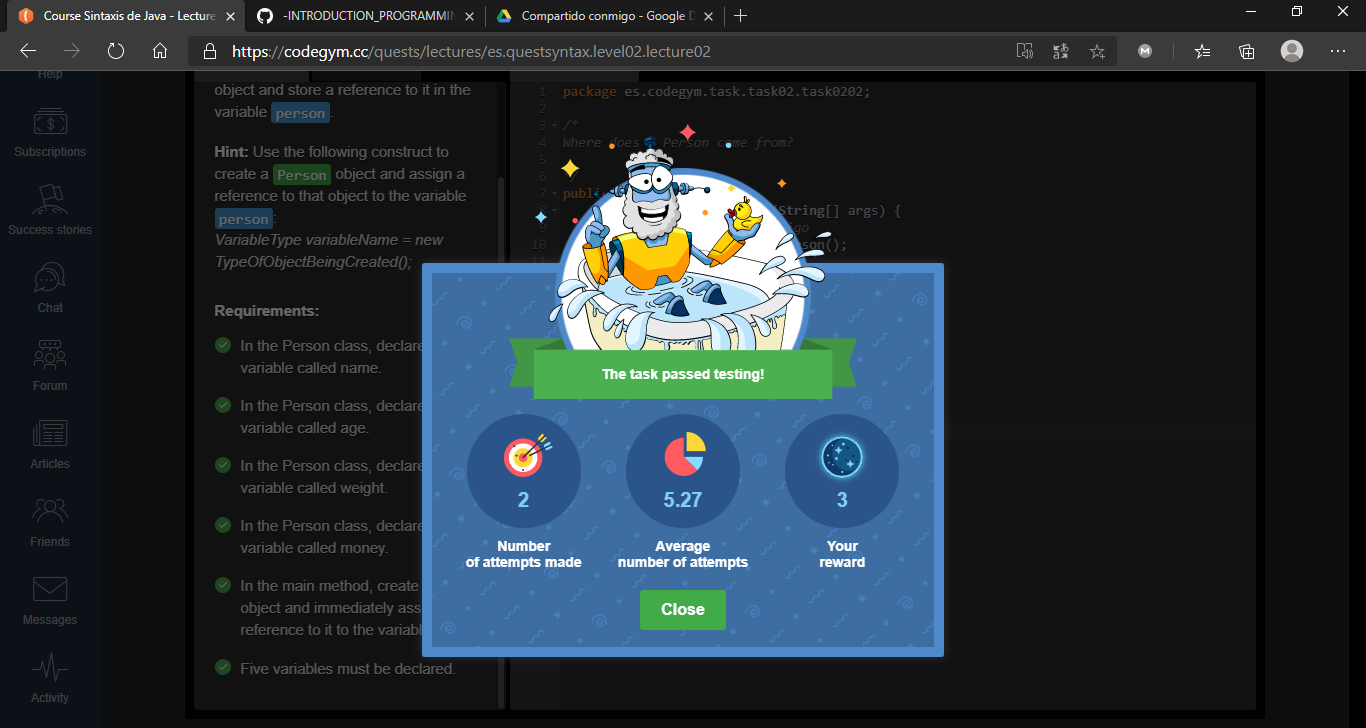 Course Sintaxis de Java - Lecture
-INTRODUCTION_PROGRAMMIN
Compartido conmigo - Google D
https://codegym.cc/quests/lectures/es.questsyntax.level02.lecture02
Help
Subscriptions
Success stories
Chat
Forum
Articles
Friends
Messages
Activity
object and store a reference to it in the
variable person.
Hint: Use the following construct to
create a Person object and assign a
reference to that object to the variable
person:
VariableType variableName = new
TypeOfObjectBeingCreated();
Requirements:
In the Person class, declare
variable called name.
In the Person class, declare
variable called age.
In the Person class, declare
variable called weight.
In the Person class, declare
variable called money.
In the main method, create
object and immediately ass
reference to it to the variabl
Five variables must be declared.
1 package es.codegym.task.task02.task0202;
2
3 /*
4 Where does Person come from?
5
6
7 publi
String[] args) {
go
10 son();
The task passed testing!
2
Number
of attempts made
5.27
Average
number of attempts
3
Your
reward
Close